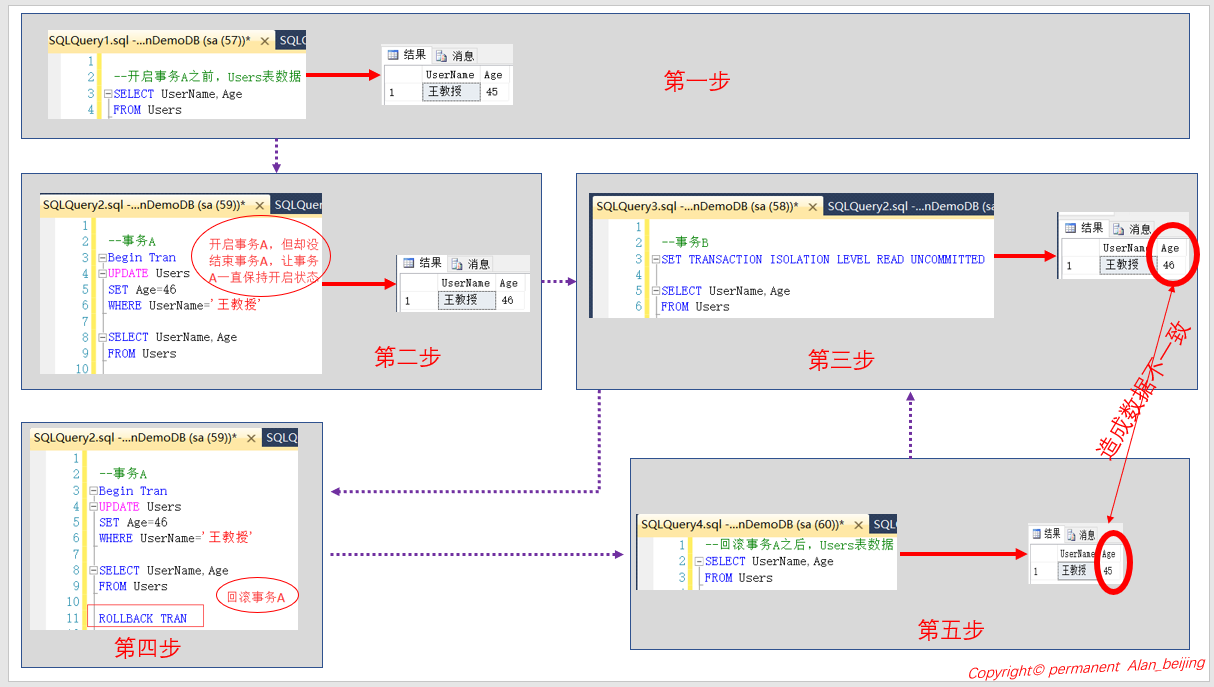 SQLQuery1.sql -...nDemoDB (sa (57))* × SQLQ
1
2 --开启事务A之前，Users表数据
3 SELECT UserName,Age
4 FROM Users
结果 消息
UserName Age
1 王教授 45
第一步
SQLQuery2.sql -...nDemoDB (sa (59))* × SQLQuer
1
2 --事务A
3 Begin Tran
4 UPDATE Users
5 SET Age=46
6 WHERE UserName='王教授'
7
8 SELECT UserName,Age
9 FROM Users
10
开启事务A，但却没
结束事务A，让事务
A一直保持开启状态
结果 消息
UserName Age
1 王教授 46
第二步
SQLQuery3.sql -...nDemoDB (sa (58))* × SQLQuery2.sql -...nDemoDB (sa
1
2 --事务B
3 SET TRANSACTION ISOLATION LEVEL READ UNCOMMITTED
4
5 SELECT UserName,Age
6 FROM Users
结果 消息
UserName Age
1 王教授 46
第三步
造成数据不一致
SQLQuery2.sql -...nDemoDB (sa (59))* × SQLQ
1
2 --事务A
3 Begin Tran
4 UPDATE Users
5 SET Age=46
6 WHERE UserName='王教授'
7
8 SELECT UserName,Age
9 FROM Users
10
11 ROLLBACK TRAN
回滚事务A
第四步
SQLQuery4.sql -...nDemoDB (sa (60))* × SQL
1 --回滚事务A之后，Users表数据
2 SELECT UserName,Age
3 FROM Users
结果 消息
UserName Age
1 王教授 45
第五步
Copyright© permanent Alan_beijing